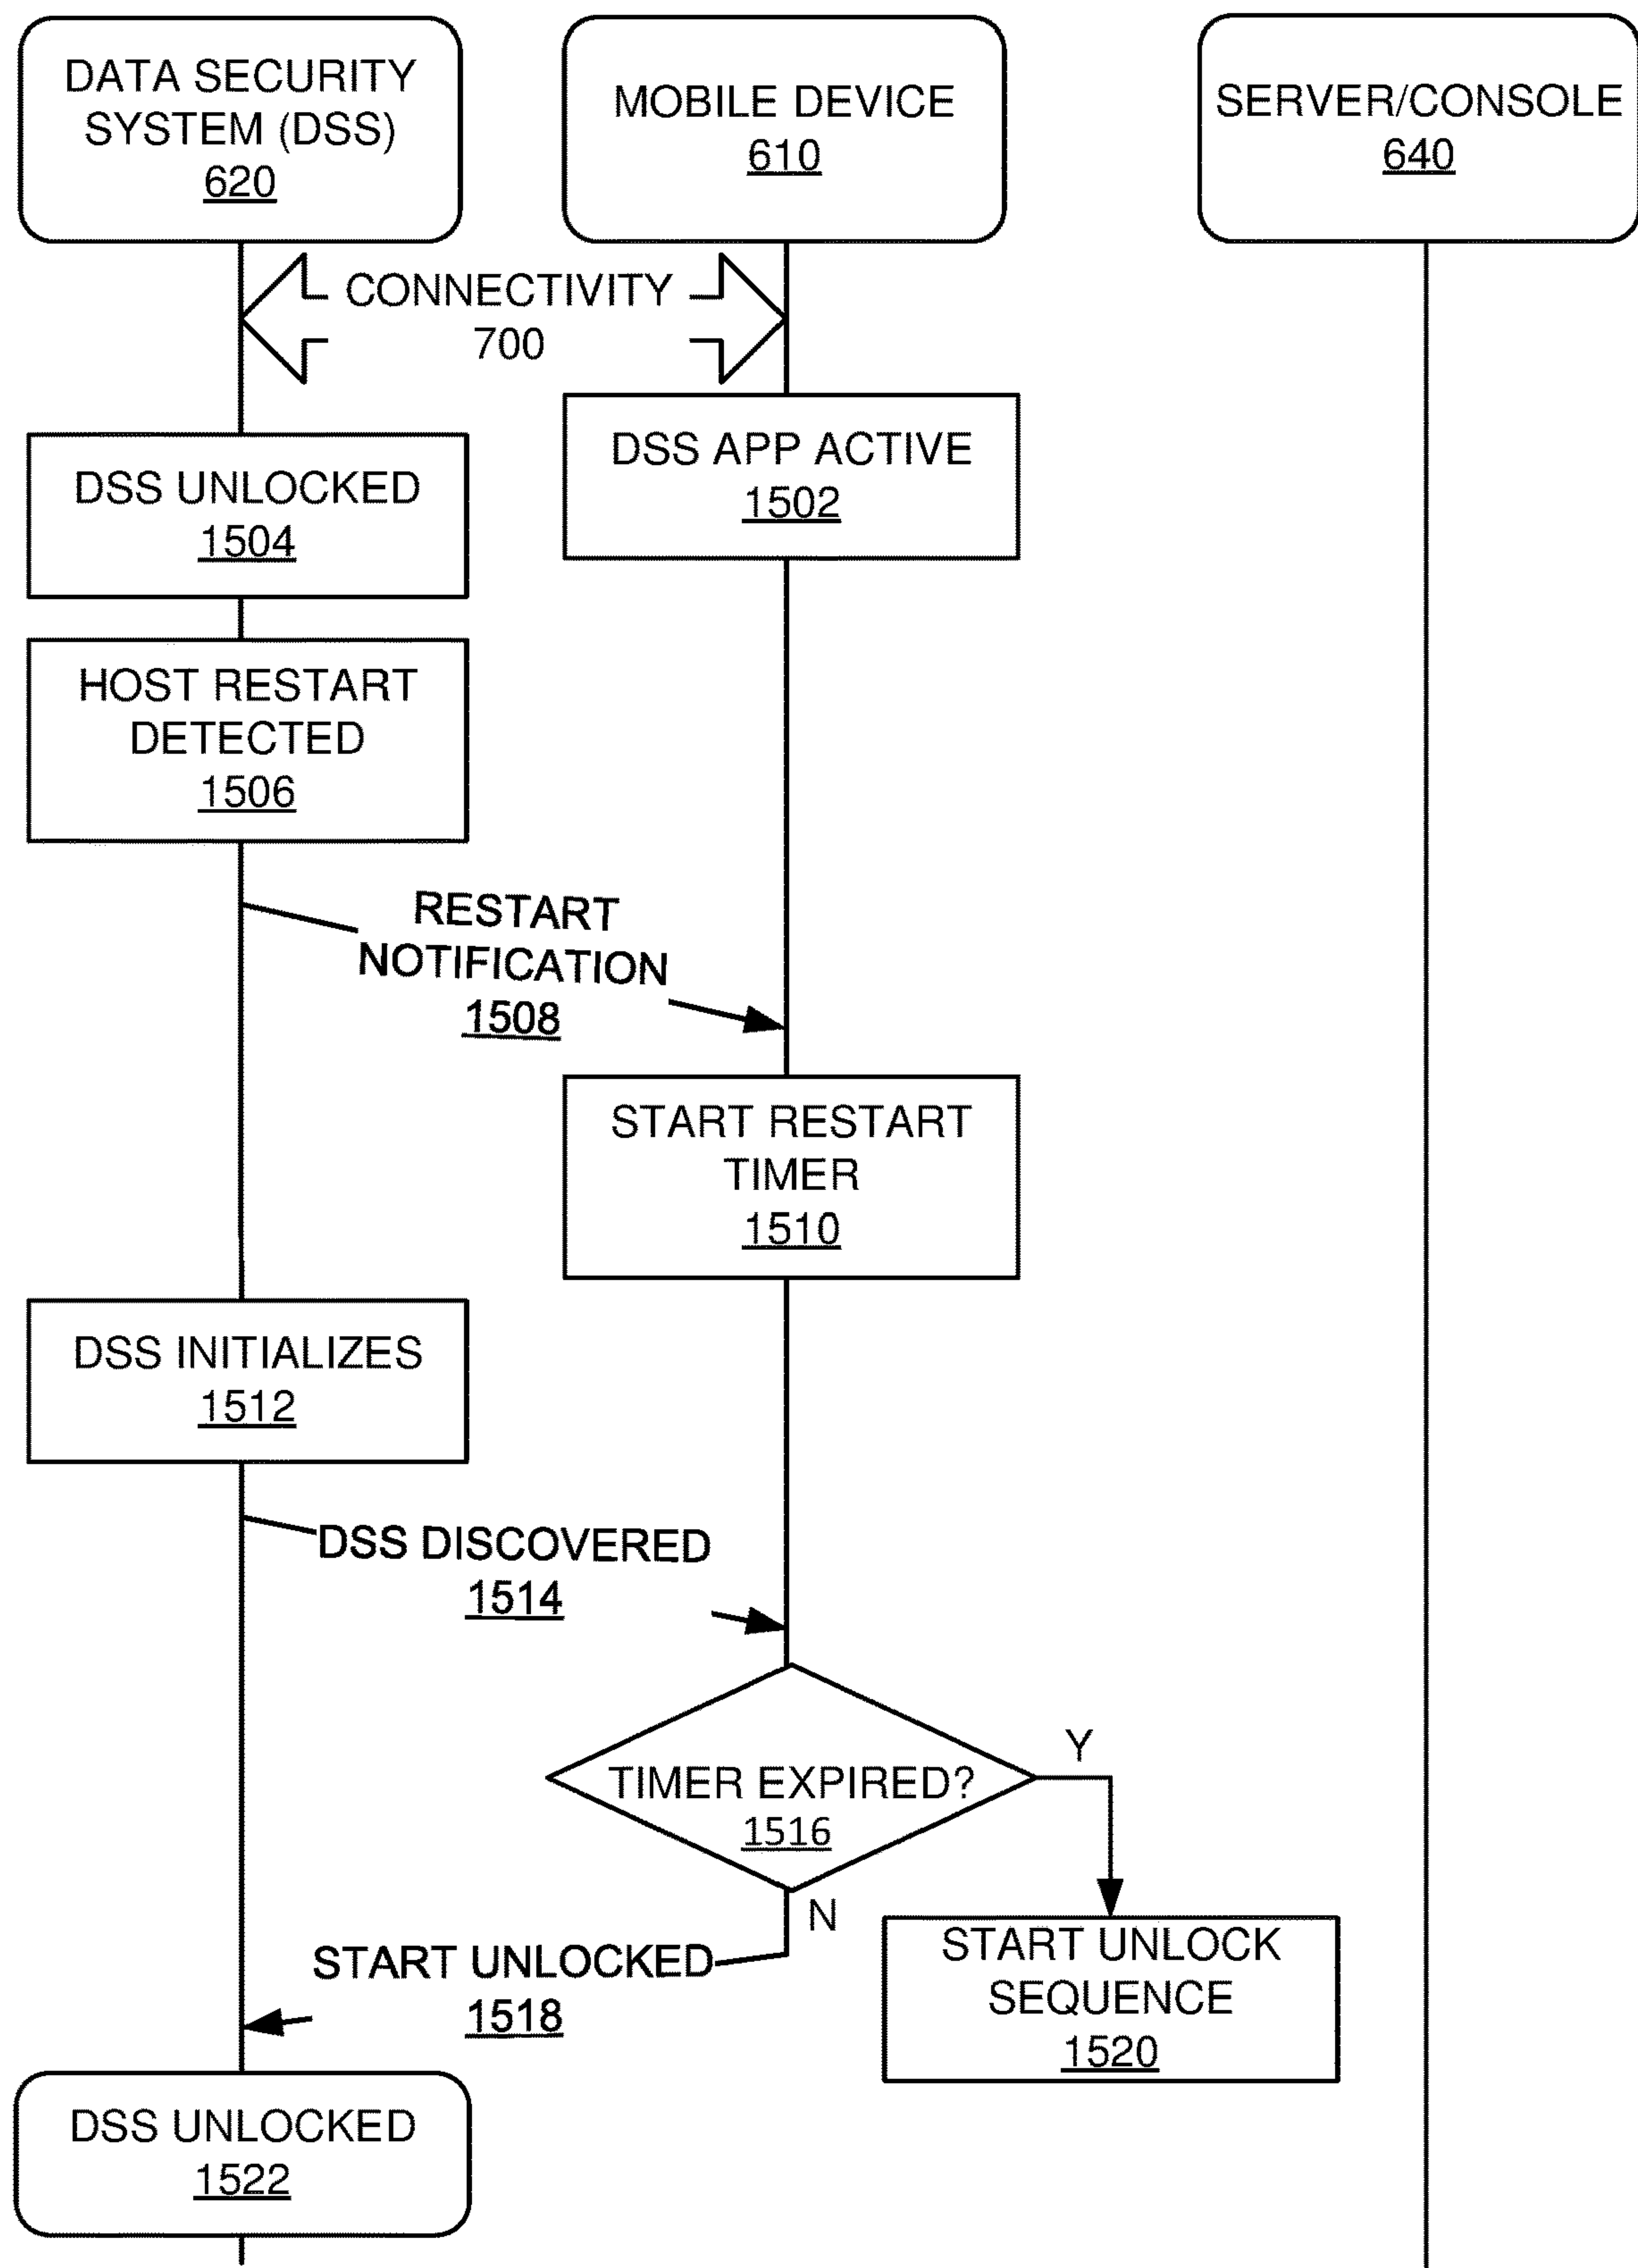 DATA SECURITY
SYSTEM (DSS)
620
MOBILE DEVICE
610
SERVER/CONSOLE
640
CONNECTIVITY
700
DSS APP ACTIVE
1502
DSS UNLOCKED
1504
HOST RESTART
DETECTED
1506
RESTART
NOTIFICATION
1508
START RESTART
TIMER
1510
DSS INITIALIZES
1512
DSS DISCOVERED
1514
TIMER EXPIRED?
1516
Y
N
START UNLOCKED
1518
START UNLOCK
SEQUENCE
1520
DSS UNLOCKED
1522